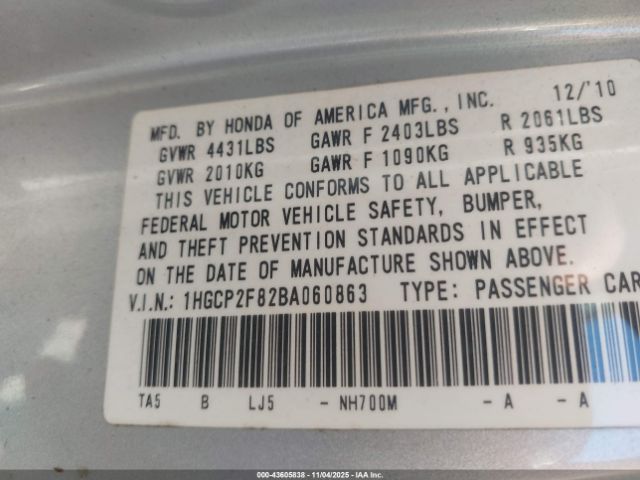 MFD. BY HONDA OF AMERICA MFG., INC. 12/'10
GVWR 4431LBS GAWR F 2403LBS R 2061LBS
GVWR 2010KG GAWR F 1090KG R 935KG
THIS VEHICLE CONFORMS TO ALL APPLICABLE
FEDERAL MOTOR VEHICLE SAFETY, BUMPER,
AND THEFT PREVENTION STANDARDS IN EFFECT
ON THE DATE OF MANUFACTURE SHOWN ABOVE.
V.I.N.: 1HGCP2F82BA060863 TYPE: PASSENGER CAR
TA5 B LJ5 - NH700M - A - A
00-43605838 - 11/04/2025 - IAA Inc.